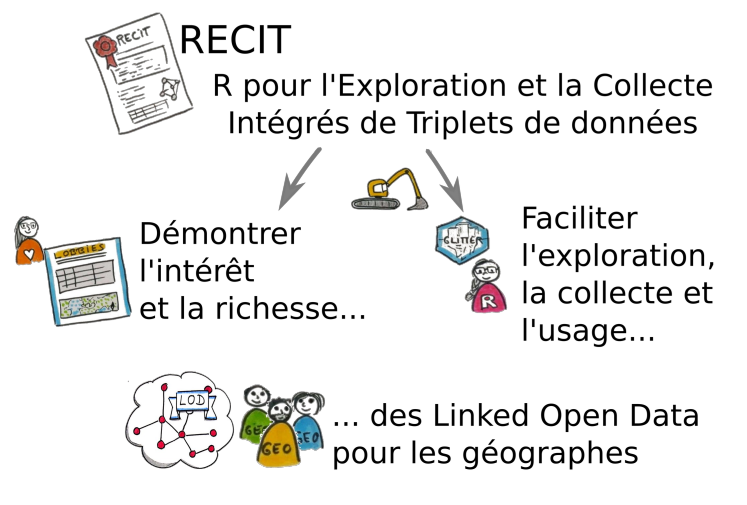 RECIT
RECIT
R pour l'Exploration et la Collecte
Intégrés de Triplets de données
LOBBIES
Démontrer
l'intérêt
et la richesse...
GLITTER
R
Faciliter
l'exploration,
la collecte et
l'usage...
LOD
GEO
GEO
GEO
... des Linked Open Data
pour les géographes